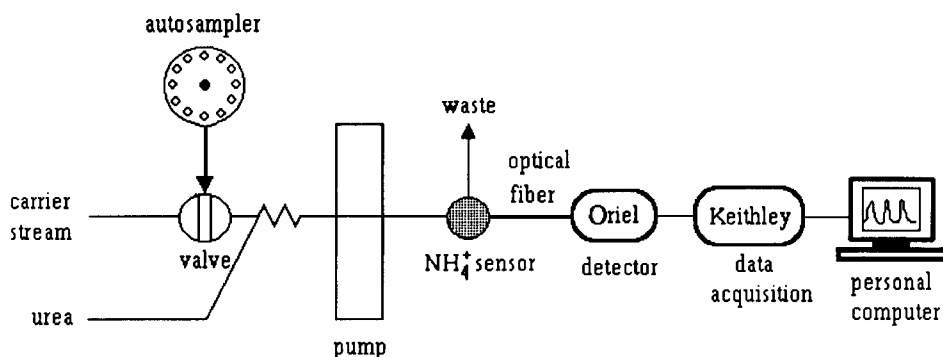 autosampler
waste
optical
fiber
carrier
stream
Oriel
Keithley
valve
NH₄⁺ sensor
detector
data
acquisition
personal
computer
urea
pump